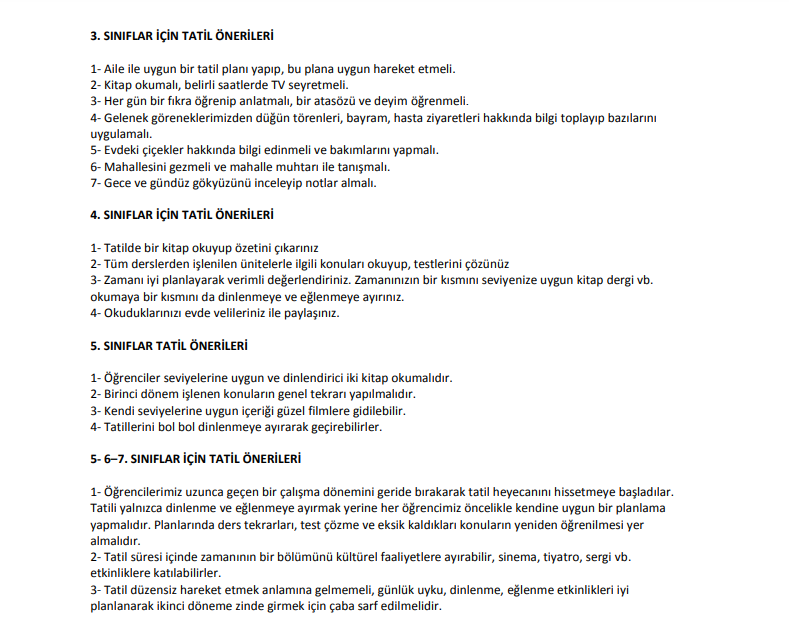 3. SINIFLAR İÇİN TATİL ÖNERİLERİ
1- Aile ile uygun bir tatil planı yapıp, bu plana uygun hareket etmeli.
2- Kitap okumalı, belirli saatlerde TV seyretmeli.
3- Her gün bir fıkra öğrenip anlatmalı, bir atasözü ve deyim öğrenmeli.
4- Gelenek göreneklerimizden düğün törenleri, bayram, hasta ziyaretleri hakkında bilgi toplayıp bazılarını
uygulamalı.
5- Evdeki çiçekler hakkında bilgi edinmeli ve bakımlarını yapmalı.
6- Mahallesini gezmeli ve mahalle muhtarı ile tanışmalı.
7- Gece ve gündüz gökyüzünü inceleyip notlar almalı.
4. SINIFLAR İÇİN TATİL ÖNERİLERİ
1- Tatilde bir kitap okuyup özetini çıkarınız
2- Tüm derslerden işlenilen ünitelerle ilgili konuları okuyup, testlerini çözünüz
3- Zamanı iyi planlayarak verimli değerlendiriniz. Zamanınızın bir kısmını seviyenize uygun kitap dergi vb.
okumaya bir kısmını da dinlenmeye ve eğlenmeye ayırınız.
4- Okuduklarınızı evde velileriniz ile paylaşınız.
5. SINIFLAR TATİL ÖNERİLERİ
1- Öğrenciler seviyelerine uygun ve dinlendirici iki kitap okumalıdır.
2- Birinci dönem işlenen konuların genel tekrarı yapılmalıdır.
3- Kendi seviyelerine uygun içeriği güzel filmlere gidilebilir.
4- Tatillerini bol bol dinlenmeye ayırarak geçirebilirler.
5- 6–7. SINIFLAR İÇİN TATİL ÖNERİLERİ
1- Öğrencilerimiz uzunca geçen bir çalışma dönemini geride bırakarak tatil heyecanını hissetmeye başladılar.
Tatili yalnızca dinlenme ve eğlenmeye ayırmak yerine her öğrencimiz öncelikle kendine uygun bir planlama
yapmalıdır. Planlarında ders tekrarları, test çözme ve eksik kaldıkları konuların yeniden öğrenilmesi yer
almalıdır.
2- Tatil süresi içinde zamanının bir bölümünü kültürel faaliyetlere ayırabilir, sinema, tiyatro, sergi vb.
etkinliklere katılabilirler.
3- Tatil düzensiz hareket etmek anlamına gelmemeli, günlük uyku, dinlenme, eğlenme etkinlikleri iyi
planlanarak ikinci döneme zinde girmek için çaba sarf edilmelidir.